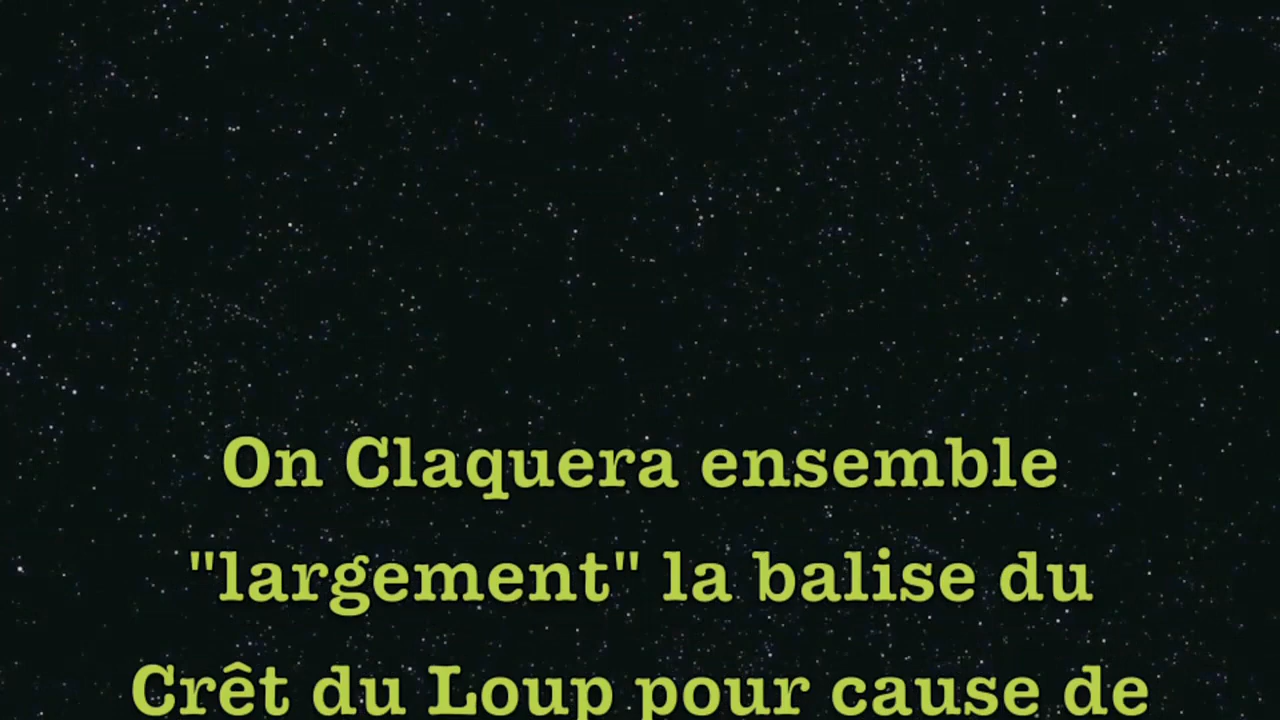 On Claquera ensemble
"largement" la balise du
Crêt du Loup pour cause de